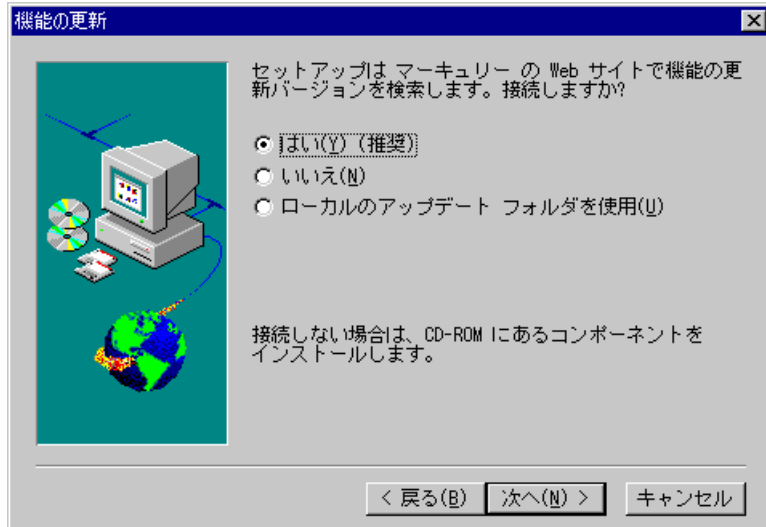 機能の更新
セットアップは マーキュリー の Web サイトで機能の更
新バージョンを検索します。接続しますか?
はい(Y) (推奨)
いいえ(N)
ローカルのアップデート フォルダを使用(U)
接続しない場合は、CD-ROM にあるコンポーネントを
インストールします。
< 戻る(B) 次へ(N) > キャンセル